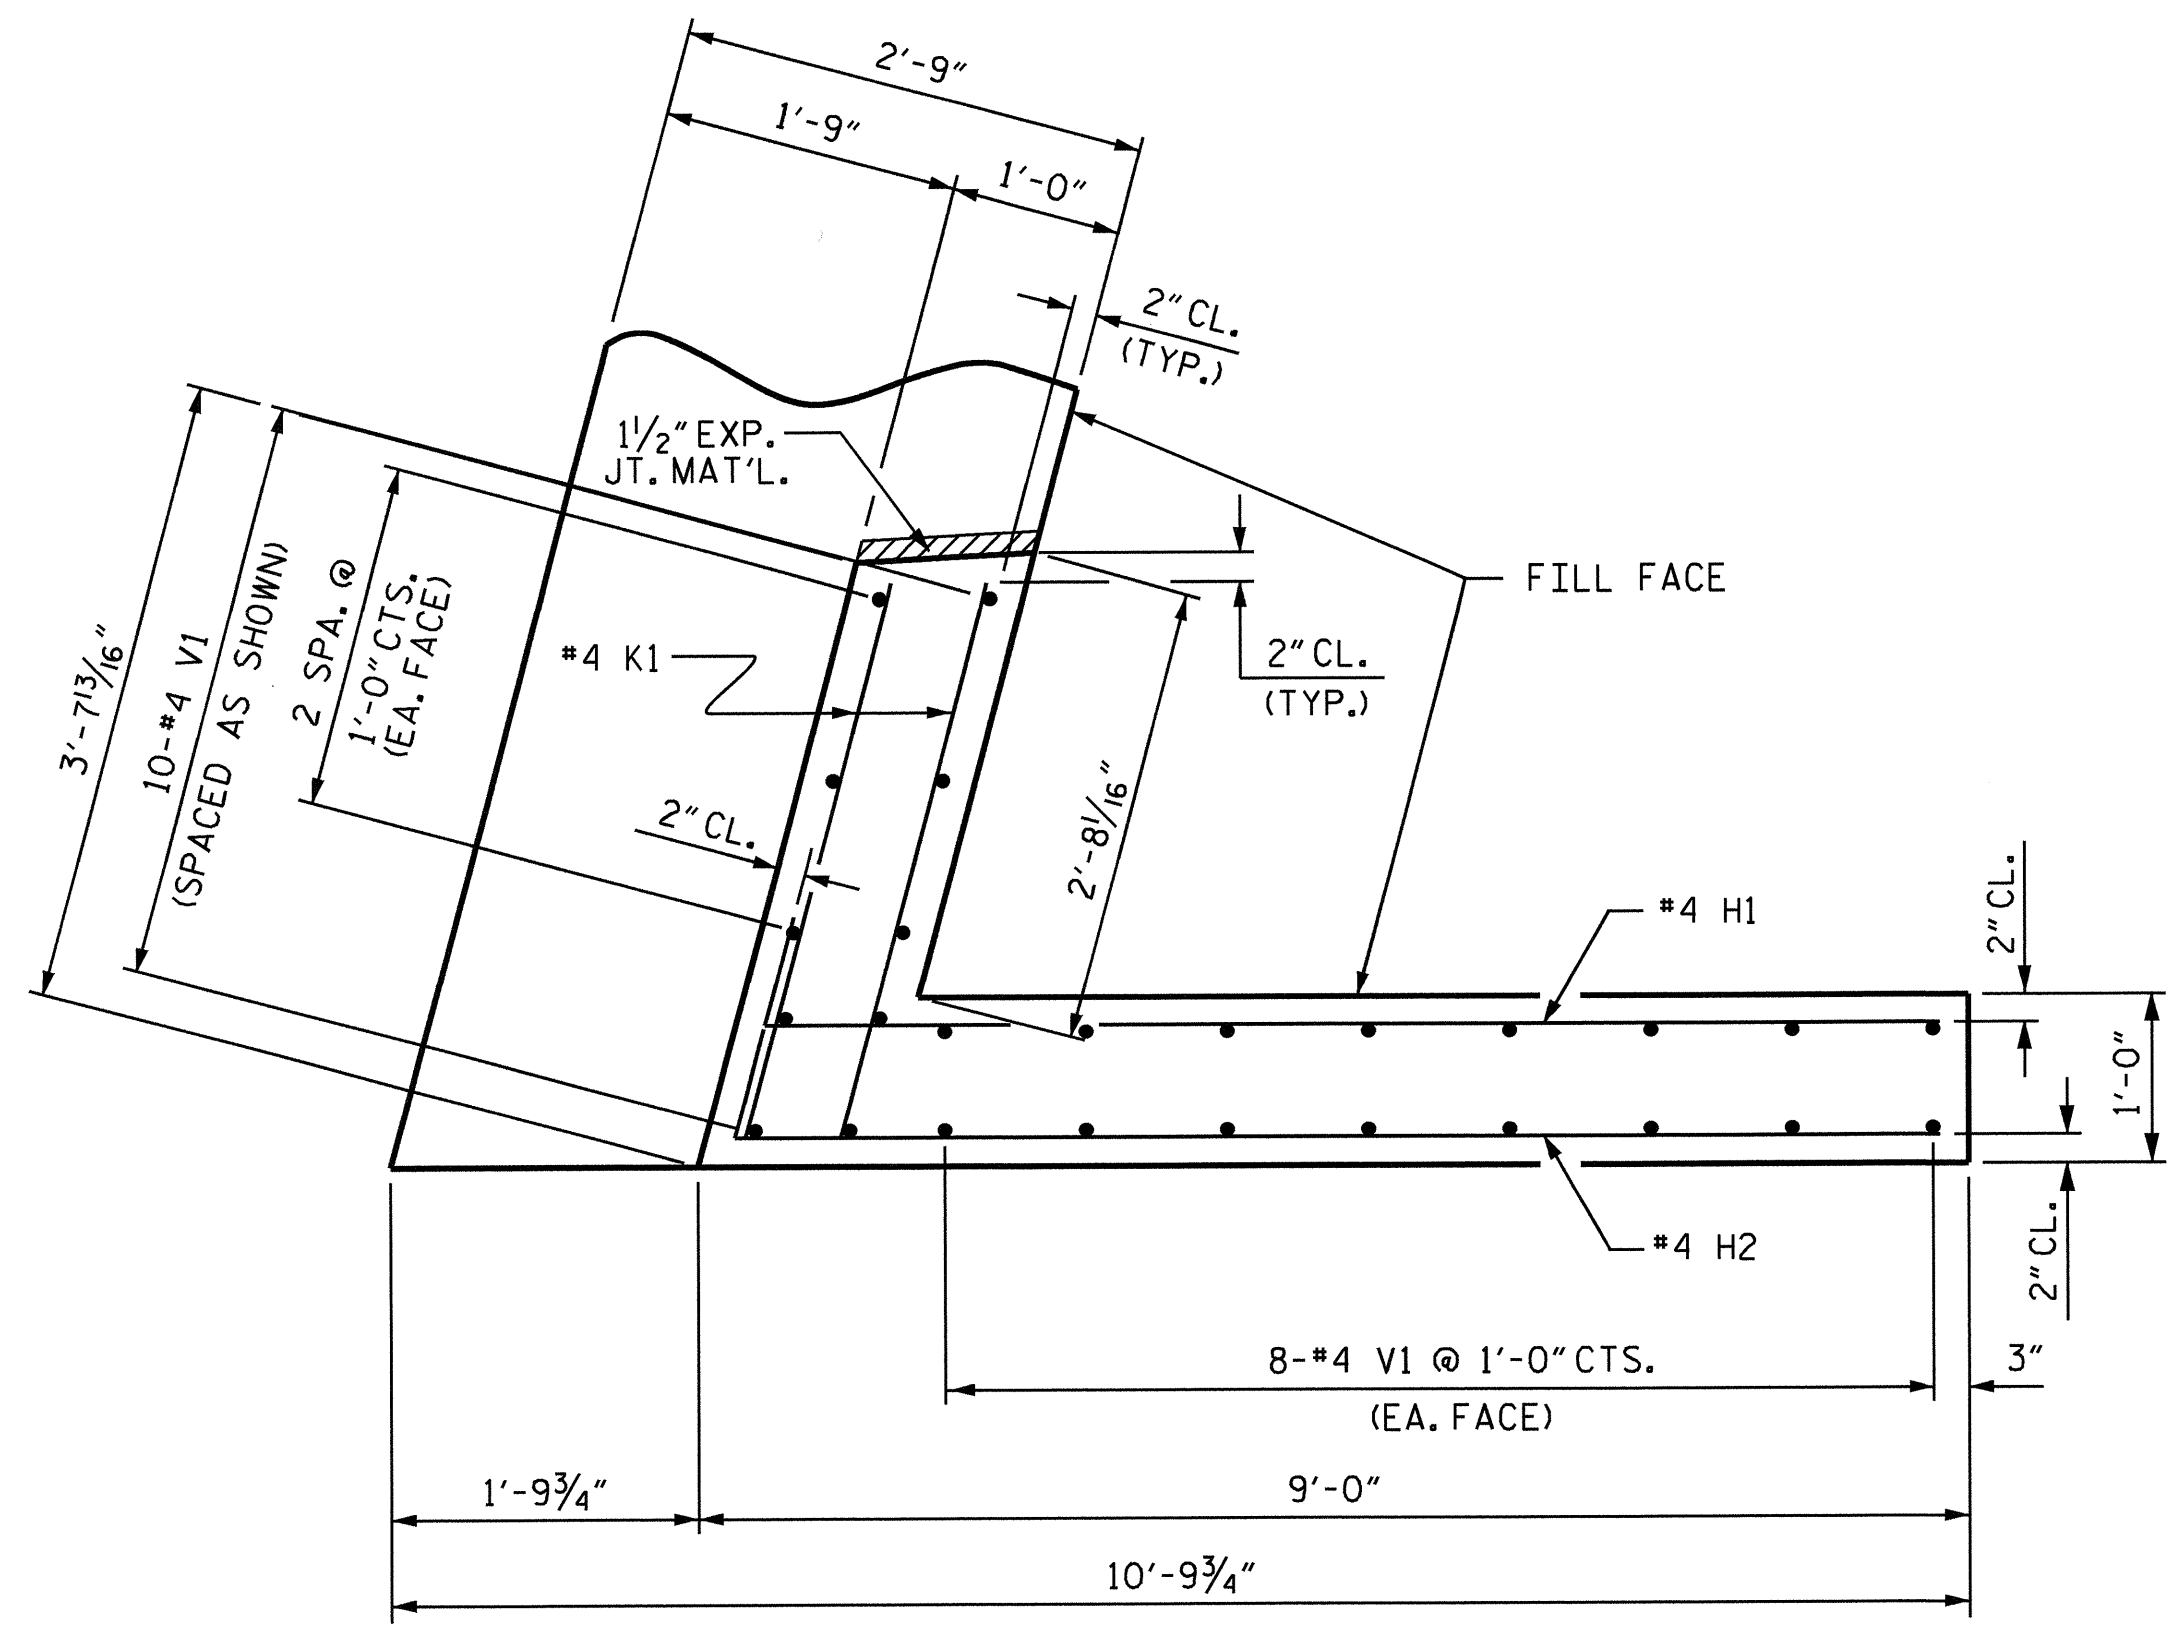 2'-9"
1'-9"
1'-0"
2" CL.
(TYP.)
1½" EXP.
JT. MAT'L.
FILL FACE
3'-7¹³⁄₁₆"
10-#4 V1
(SPACED AS SHOWN)
2 SPA. @
1'-0" CTS.
(EA. FACE)
#4 K1
2" CL.
(TYP.)
2" CL.
2'-8¹⁄₁₆"
#4 H1
2" CL.
1'-0"
#4 H2
2" CL.
8-#4 V1 @ 1'-0" CTS.
(EA. FACE)
3"
1'-9¾"
9'-0"
10'-9¾"